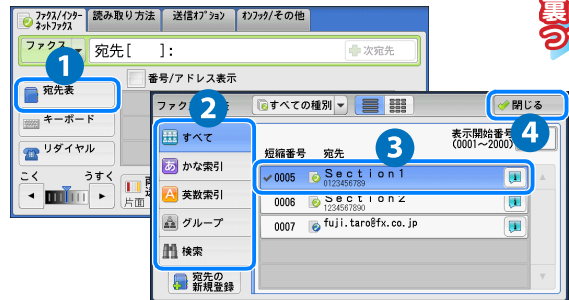 ファクス/インターネットファクス
読み取り方法
送信オプション
オンフック/その他
ファクス
宛先[ ]:
次宛先
1
番号/アドレス表示
宛先表
キーボード
リダイヤル
こく うすく
片面
2
ファク
すべての種別
閉じる
4
すべて
かな索引
英数索引
グループ
検索
宛先の
新規登録
表示開始番号
(0001~2000)
3
短縮番号 宛先
0005 Section1
0123456789
0006 Section2
1234567890
0007 fuji.taro@fx.co.jp
裏